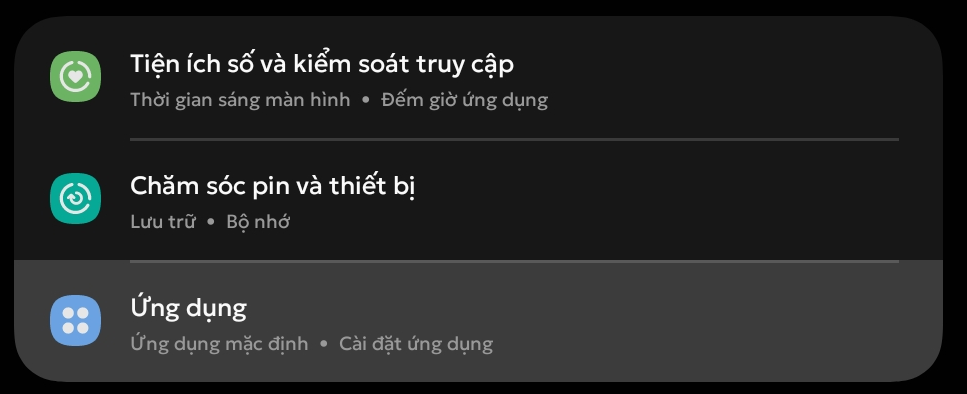 Tiện ích số và kiểm soát truy cập
Thời gian sáng màn hình • Đếm giờ ứng dụng
Chăm sóc pin và thiết bị
Lưu trữ • Bộ nhớ
Ứng dụng
Ứng dụng mặc định • Cài đặt ứng dụng